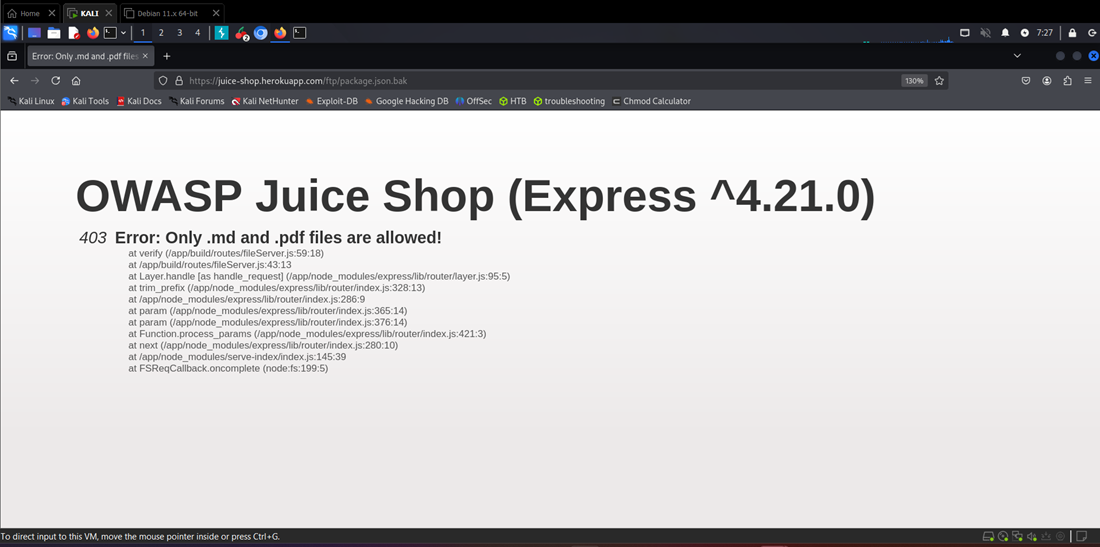 Home
KALI
Debian 11.x 64-bit
1 2 3 4
2
7:27
Error: Only .md and .pdf files
https://juice-shop.herokuapp.com/ftp/package.json.bak
130%
Kali Linux Kali Tools Kali Docs Kali Forums Kali NetHunter Exploit-DB Google Hacking DB OffSec HTB troubleshooting Chmod Calculator
OWASP Juice Shop (Express ^4.21.0)
403 Error: Only .md and .pdf files are allowed!
at verify (/app/build/routes/fileServer.js:59:18)
at /app/build/routes/fileServer.js:43:13
at Layer.handle [as handle_request] (/app/node_modules/express/lib/router/layer.js:95:5)
at trim_prefix (/app/node_modules/express/lib/router/index.js:328:13)
at /app/node_modules/express/lib/router/index.js:286:9
at param (/app/node_modules/express/lib/router/index.js:365:14)
at param (/app/node_modules/express/lib/router/index.js:376:14)
at Function.process_params (/app/node_modules/express/lib/router/index.js:421:3)
at next (/app/node_modules/express/lib/router/index.js:280:10)
at /app/node_modules/serve-index/index.js:145:39
at FSReqCallback.oncomplete (node:fs:199:5)
To direct input to this VM, move the mouse pointer inside or press Ctrl+G.